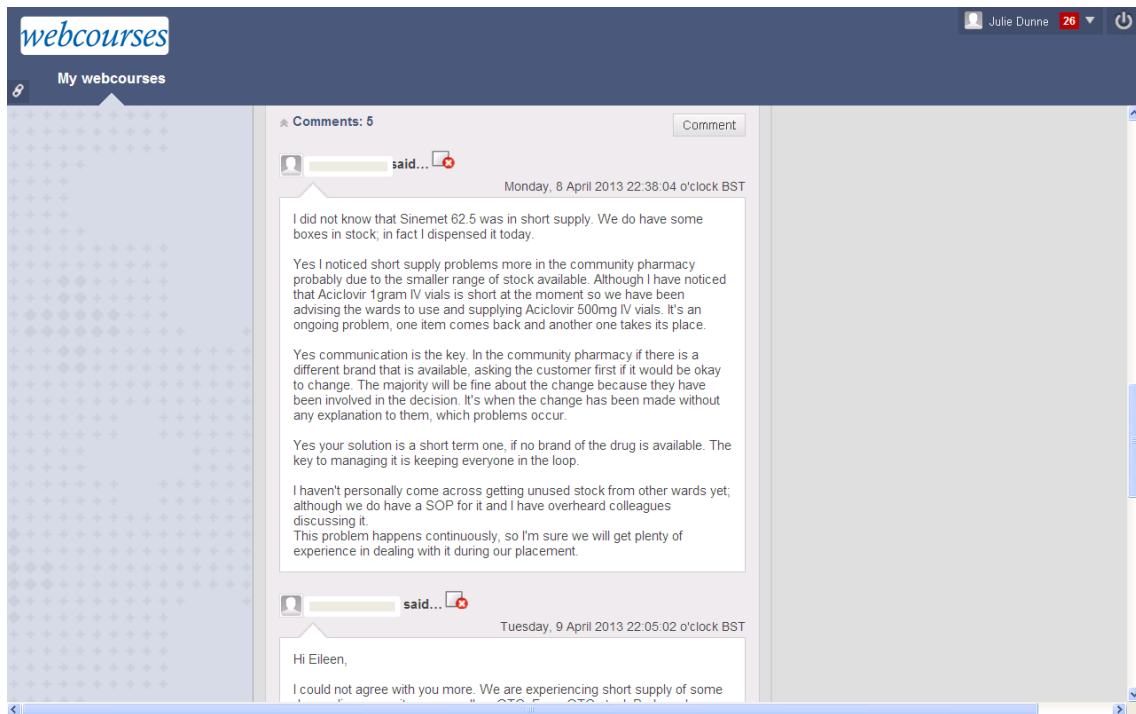 webcourses
Julie Dunne 26
My webcourses
Comments: 5
Comment
said...
Monday, 8 April 2013 22:38:04 o'clock BST
I did not know that Sinemet 62.5 was in short supply. We do have some
boxes in stock; in fact I dispensed it today.
Yes I noticed short supply problems more in the community pharmacy
probably due to the smaller range of stock available. Although I have noticed
that Aciclovir 1gram IV vials is short at the moment so we have been
advising the wards to use and supplying Aciclovir 500mg IV vials. It's an
ongoing problem, one item comes back and another one takes its place.
Yes communication is the key. In the community pharmacy if there is a
different brand that is available, asking the customer first if it would be okay
to change. The majority will be fine about the change because they have
been involved in the decision. It's when the change has been made without
any explanation to them, which problems occur.
Yes your solution is a short term one, if no brand of the drug is available. The
key to managing it is keeping everyone in the loop.
I haven't personally come across getting unused stock from other wards yet;
although we do have a SOP for it and I have overheard colleagues
discussing it.
This problem happens continuously, so I'm sure we will get plenty of
experience in dealing with it during our placement.
said...
Tuesday, 9 April 2013 22:05:02 o'clock BST
Hi Eileen,
I could not agree with you more. We are experiencing short supply of some